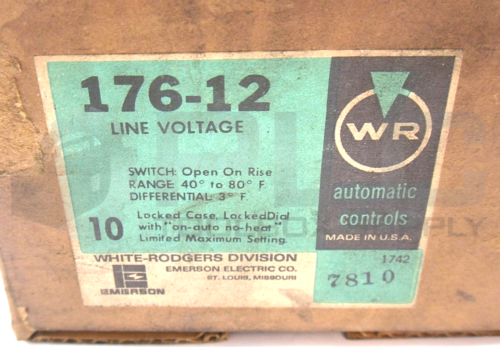 176-12
LINE VOLTAGE
SWITCH: Open On Rise
RANGE: 40° to 80° F
DIFFERENTIAL: 3° F.
10 Locked Case, Locked Dial
with "on-auto no-heat"
Limited Maximum Setting.
WHITE-RODGERS DIVISION
EMERSON ELECTRIC CO.
ST. LOUIS, MISSOURI
EMERSON
WR
automatic
controls
MADE IN U.S.A.
1742
7810